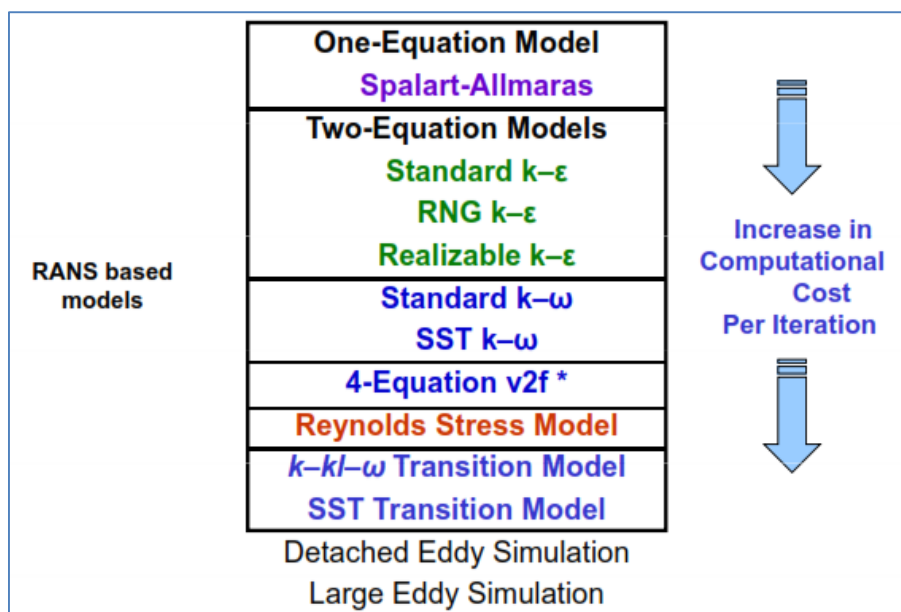 One-Equation Model
Spalart-Allmaras
Two-Equation Models
Standard k–ε
RNG k–ε
Realizable k–ε
Standard k–ω
SST k–ω
4-Equation v2f *
Reynolds Stress Model
k–kl–ω Transition Model
SST Transition Model
Detached Eddy Simulation
Large Eddy Simulation
RANS based
models
Increase in
Computational
Cost
Per Iteration